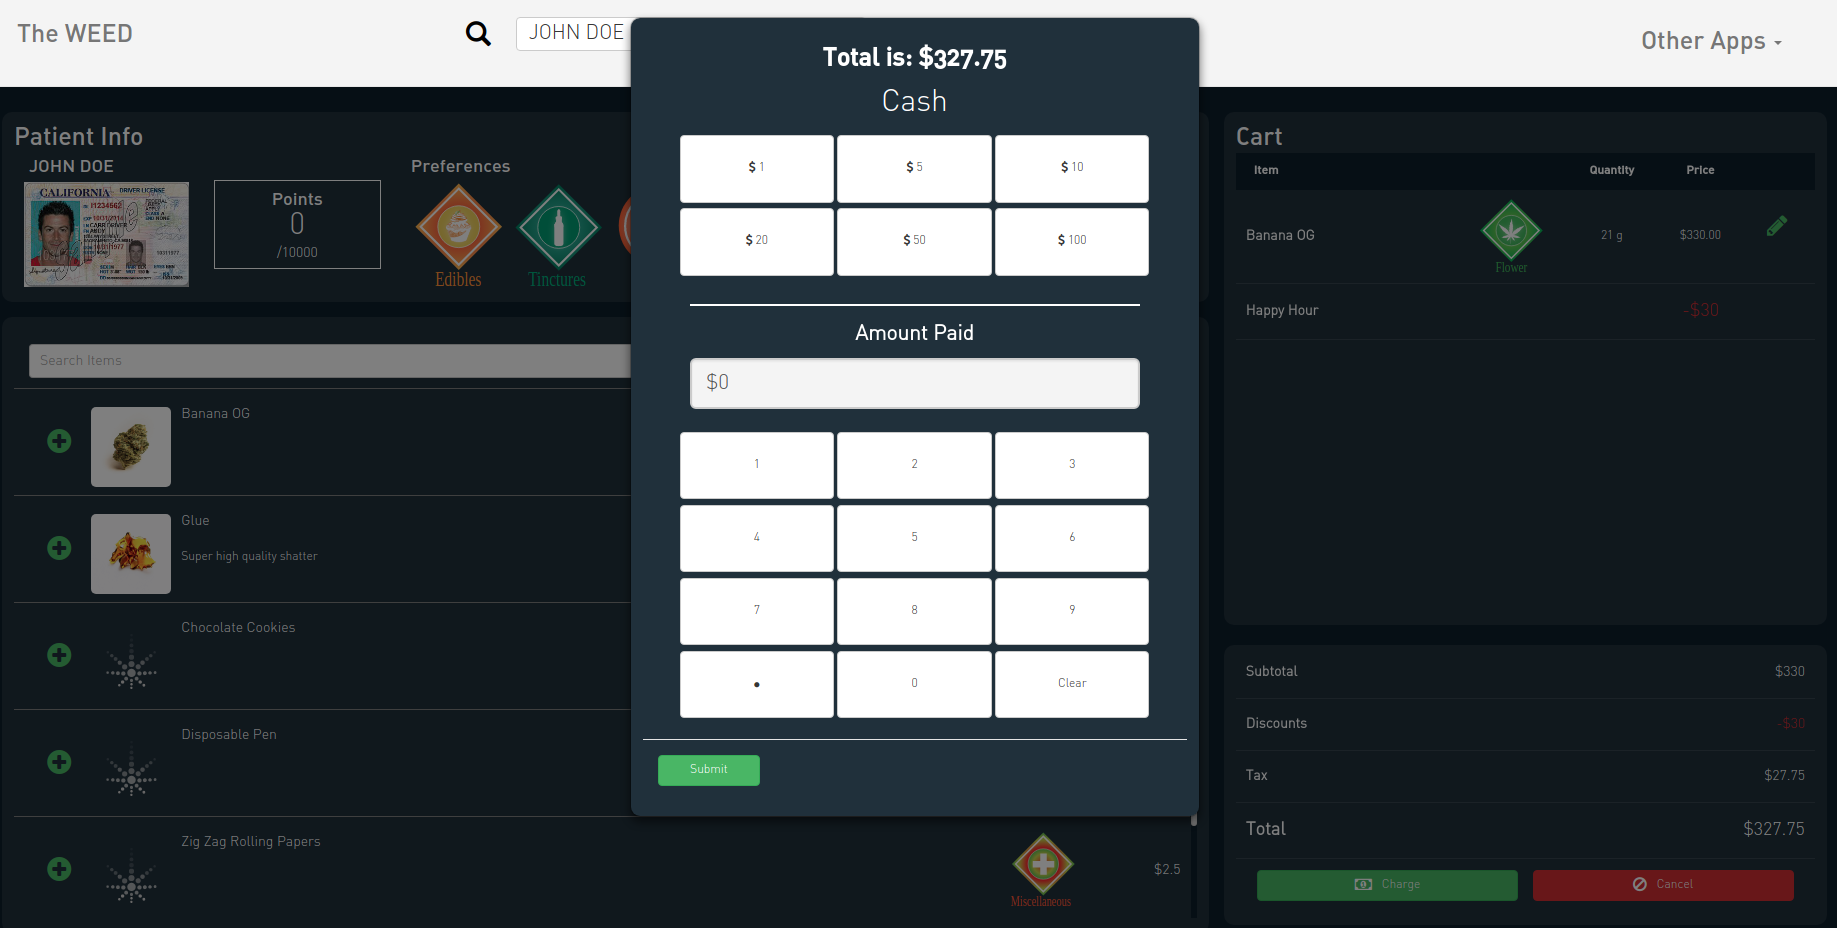 The WEED
JOHN DOE
Other Apps
Patient Info
JOHN DOE
CALIFORNIA DRIVER LICENSE
Points
0
/10000
Preferences
Edibles
Tinctures
Search Items
Banana OG
Glue
Super high quality shatter
Chocolate Cookies
Disposable Pen
Zig Zag Rolling Papers
Miscellaneous
$2.5
Total is: $327.75
Cash
$ 1
$ 5
$ 10
$ 20
$ 50
$ 100
Amount Paid
$0
1
2
3
4
5
6
7
8
9
.
0
Clear
Submit
Cart
Item Quantity Price
Banana OG Flower 21 g $330.00
Happy Hour -$30
Subtotal $330
Discounts -$30
Tax $27.75
Total $327.75
Charge
Cancel